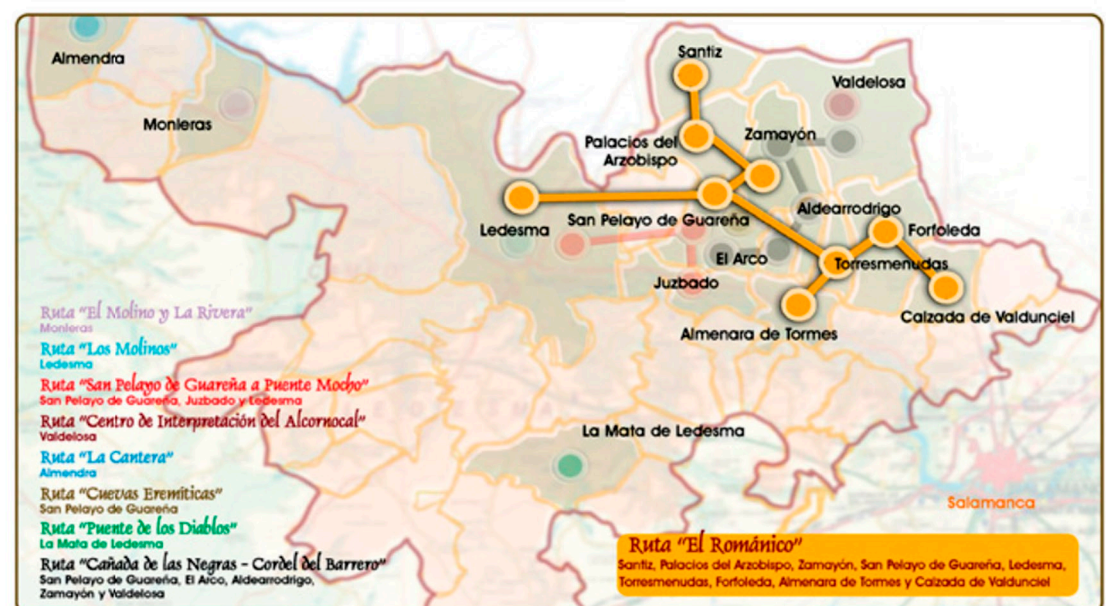 Santiz
Almendra
Valdelosa
Monleras
Zamayón
Palacios del
Arzobispo
Aldearrodrigo
San Pelayo de Guareña
Ledesma
Forfoleda
El Arco
Torresmenudas
Juzbado
Calzada de Valdunciel
Almenara de Tormes
Ruta "El Molino y La Rivera"
Monleras
Ruta "Los Molinos"
Ledesma
Ruta "San Pelayo de Guareña a Puente Mocho"
San Pelayo de Guareña, Juzbado y Ledesma
Ruta "Centro de Interpretación del Alcornocal"
Valdelosa
La Mata de Ledesma
Ruta "La Cantera"
Almendra
Ruta "Cuevas Eremíticas"
San Pelayo de Guareña
Salamanca
Ruta "Puente de los Diablos"
La Mata de Ledesma
Ruta "Cañada de las Negras - Cordel del Barrero"
San Pelayo de Guareña, El Arco, Aldearrodrigo,
Zamayón y Valdelosa
Ruta "El Románico"
Santiz, Palacios del Arzobispo, Zamayón, San Pelayo de Guareña, Ledesma,
Torresmenudas, Forfoleda, Almenara de Tormes y Calzada de Valdunciel